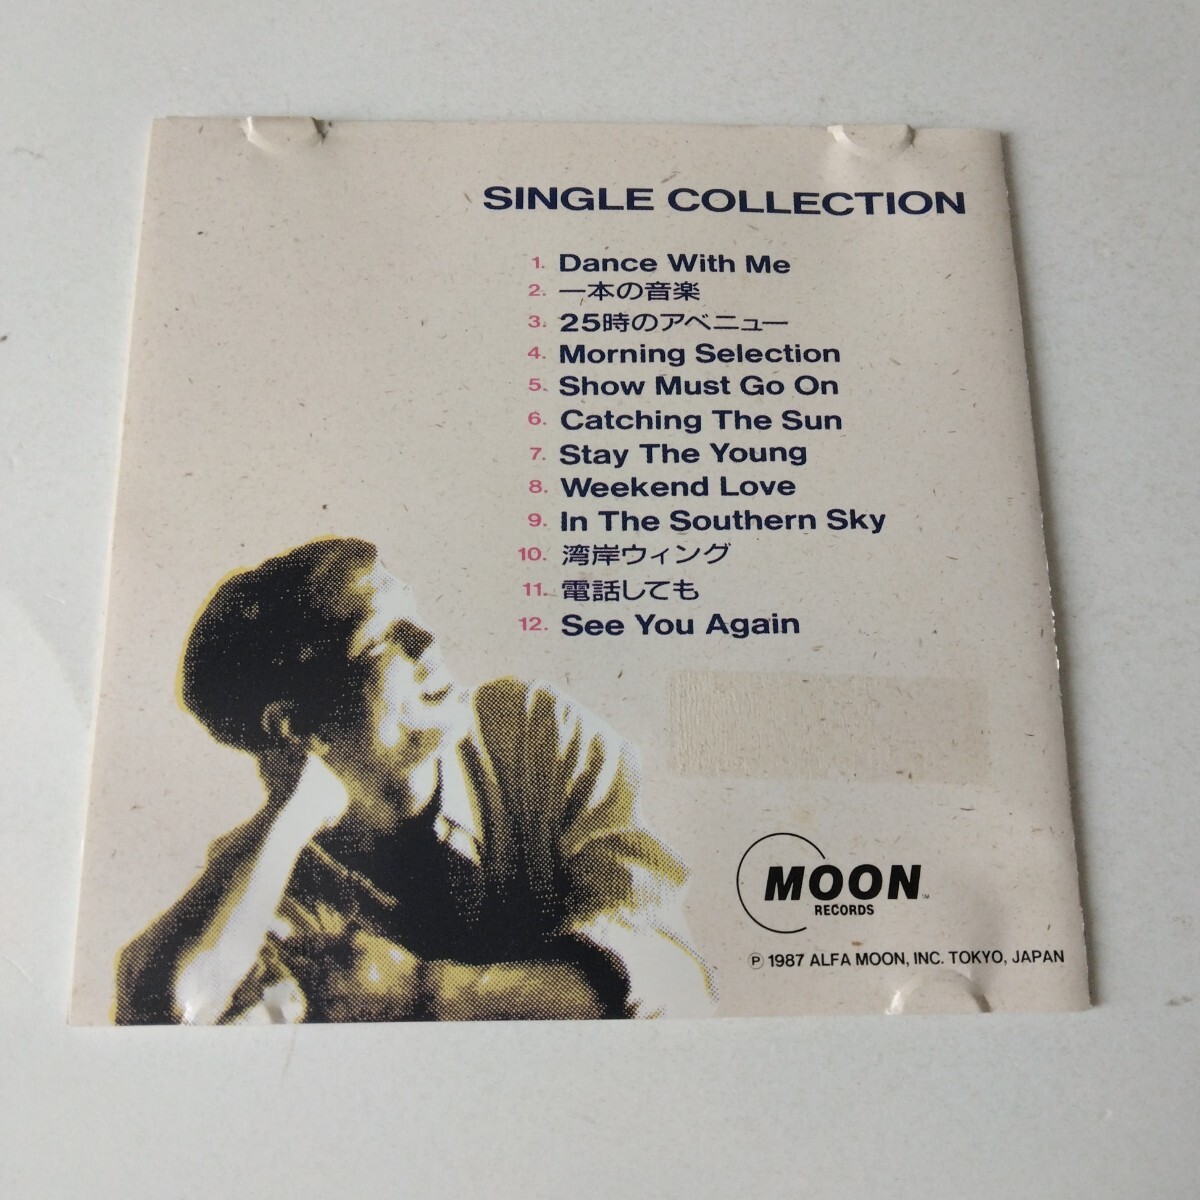 SINGLE COLLECTION
1. Dance With Me
2. 一本の音楽
3. 25時のアベニュー
4. Morning Selection
5. Show Must Go On
6. Catching The Sun
7. Stay The Young
8. Weekend Love
9. In The Southern Sky
10. 湾岸ウィング
11. 電話しても
12. See You Again
MOON™
RECORDS
Ⓟ 1987 ALFA MOON, INC. TOKYO, JAPAN